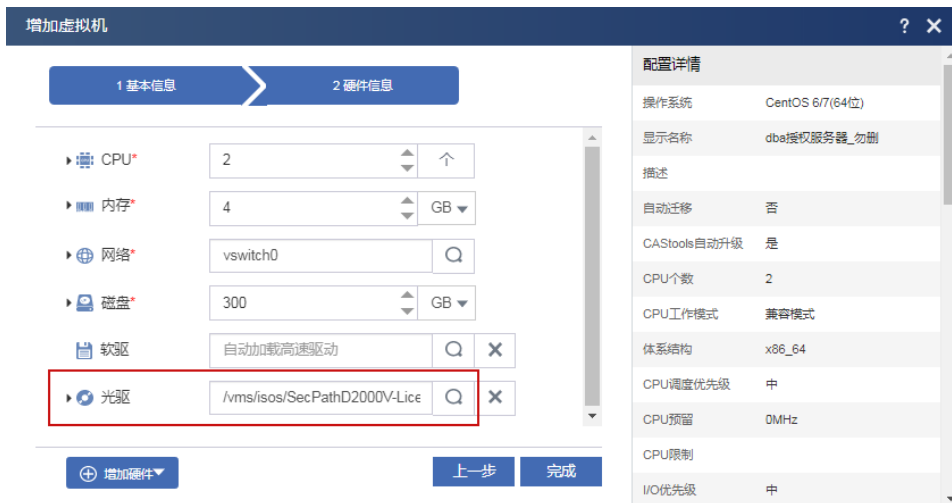 增加虚拟机
?
1 基本信息
2 硬件信息
CPU* 2 个
内存* 4 GB
网络* vswitch0
磁盘* 300 GB
软驱 自动加载高速驱动
光驱 /vms/isos/SecPathD2000V-Lice
增加硬件
上一步
完成
配置详情
操作系统 CentOS 6/7(64位)
显示名称 dba授权服务器_勿删
描述
自动迁移 否
CAStools自动升级 是
CPU个数 2
CPU工作模式 兼容模式
体系结构 x86_64
CPU调度优先级 中
CPU预留 0MHz
CPU限制
I/O优先级 中